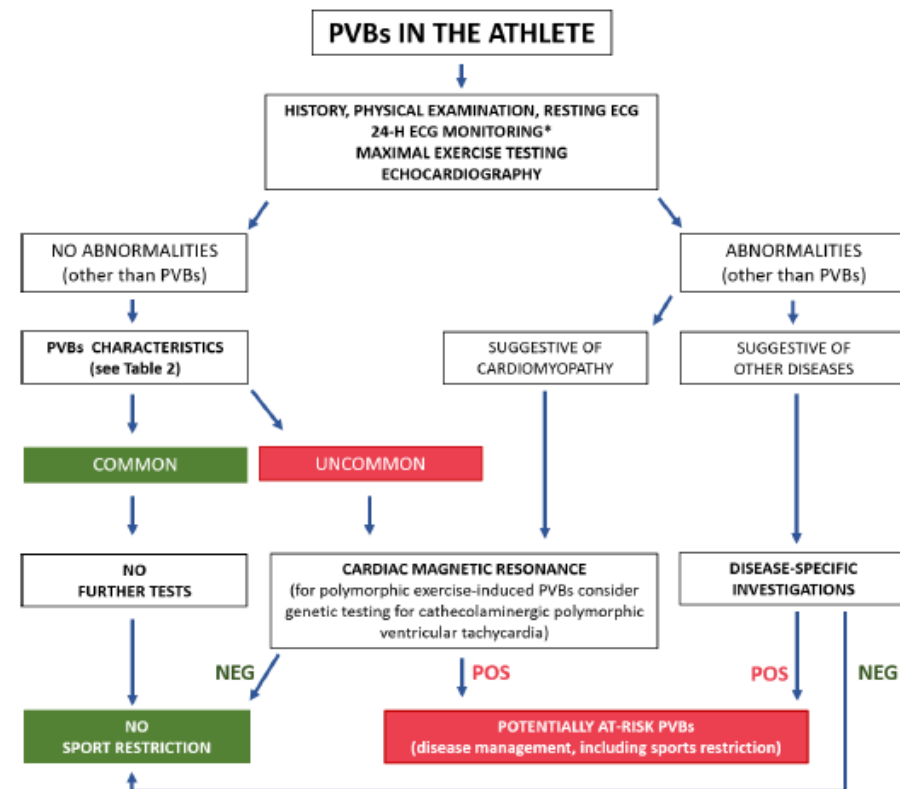 PVBs IN THE ATHLETE
HISTORY, PHYSICAL EXAMINATION, RESTING ECG
24-H ECG MONITORING*
MAXIMAL EXERCISE TESTING
ECHOCARDIOGRAPHY
NO ABNORMALITIES
(other than PVBs)
ABNORMALITIES
(other than PVBs)
PVBs CHARACTERISTICS
(see Table 2)
SUGGESTIVE OF
CARDIOMYOPATHY
SUGGESTIVE OF
OTHER DISEASES
COMMON
UNCOMMON
NO
FURTHER TESTS
CARDIAC MAGNETIC RESONANCE
(for polymorphic exercise-induced PVBs consider
genetic testing for cathecolaminergic polymorphic
ventricular tachycardia)
DISEASE-SPECIFIC
INVESTIGATIONS
NEG
POS
POS
NEG
NO
SPORT RESTRICTION
POTENTIALLY AT-RISK PVBs
(disease management, including sports restriction)